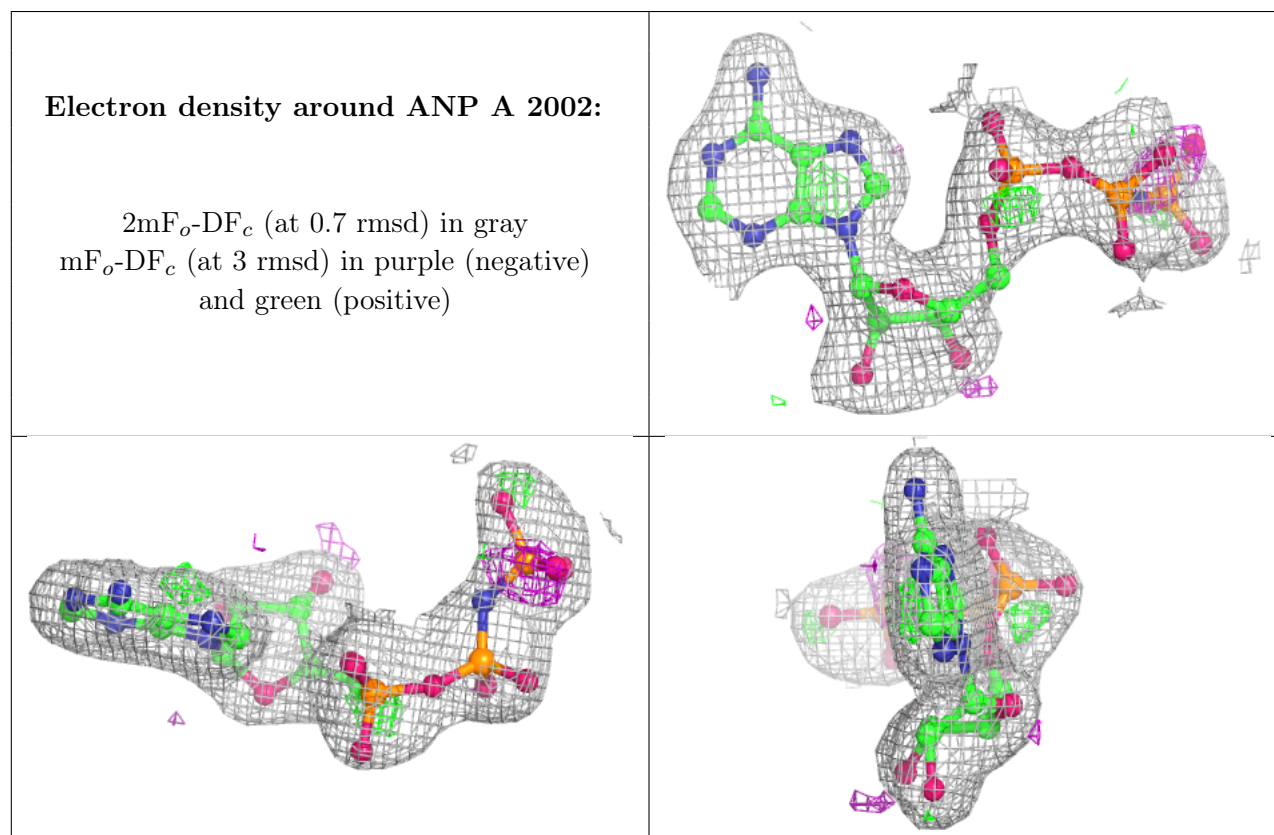 Electron density around ANP A 2002:
2mFo-DFc (at 0.7 rmsd) in gray
mFo-DFc (at 3 rmsd) in purple (negative)
and green (positive)